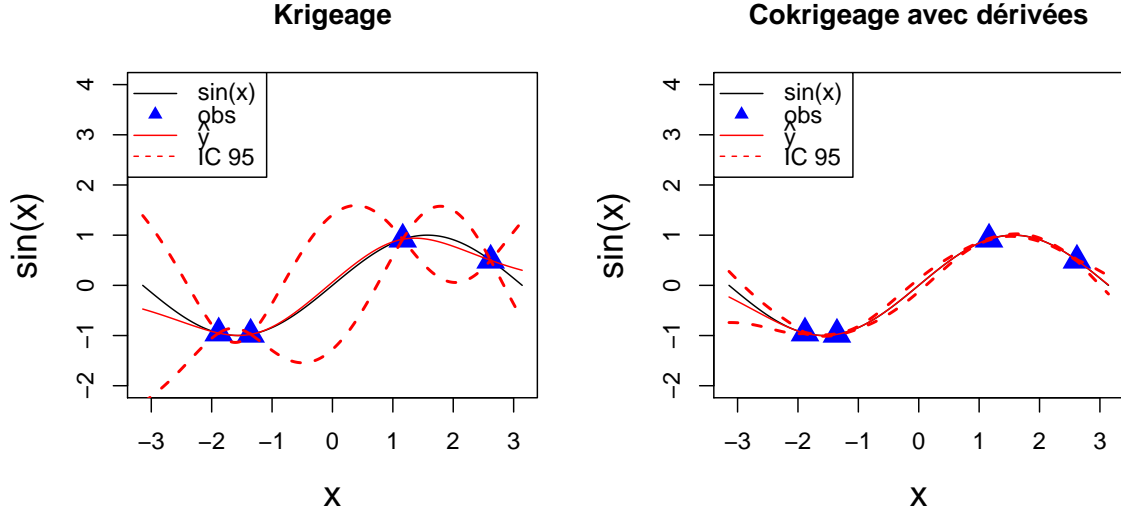 Krigeage
4
3
2
1
0
−1
−2
sin(x)
sin(x)
obs
ŷ
IC 95
−3 −2 −1 0 1 2 3
x
Cokrigeage avec dérivées
4
3
2
1
0
−1
−2
sin(x)
sin(x)
obs
ŷ
IC 95
−3 −2 −1 0 1 2 3
x